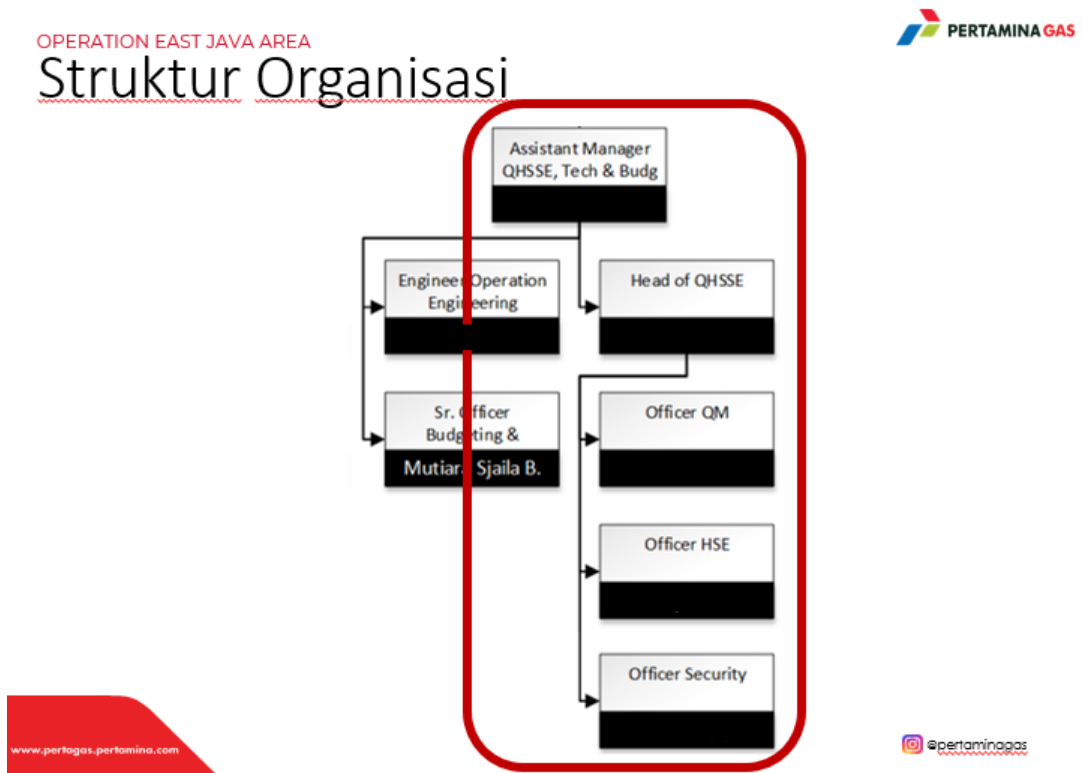 OPERATION EAST JAVA AREA
Struktur Organisasi
PERTAMINA GAS
Assistant Manager
QHSSE, Tech & Budg
Engineer Operation
Engineering
Head of QHSSE
Sr. Officer
Budgeting &
Mutiara Sjaila B.
Officer QM
Officer HSE
Officer Security
www.pertagas.pertamina.com
@pertaminagas